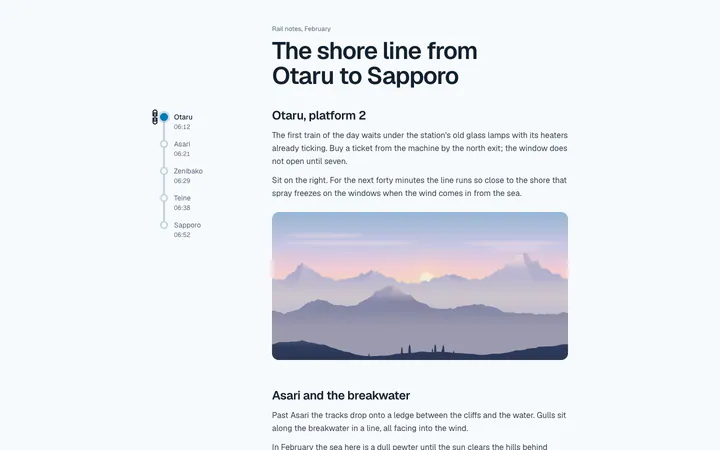 Rail notes, February
The shore line from
Otaru to Sapporo
Otaru
06:12
Asari
06:21
Zenibako
06:29
Teine
06:38
Sapporo
06:52
Otaru, platform 2
The first train of the day waits under the station's old glass lamps with its heaters
already ticking. Buy a ticket from the machine by the north exit; the window does
not open until seven.
Sit on the right. For the next forty minutes the line runs so close to the shore that
spray freezes on the windows when the wind comes in from the sea.
Asari and the breakwater
Past Asari the tracks drop onto a ledge between the cliffs and the water. Gulls sit
along the breakwater in a line, all facing into the wind.
In February the sea here is a dull pewter until the sun clears the hills behind